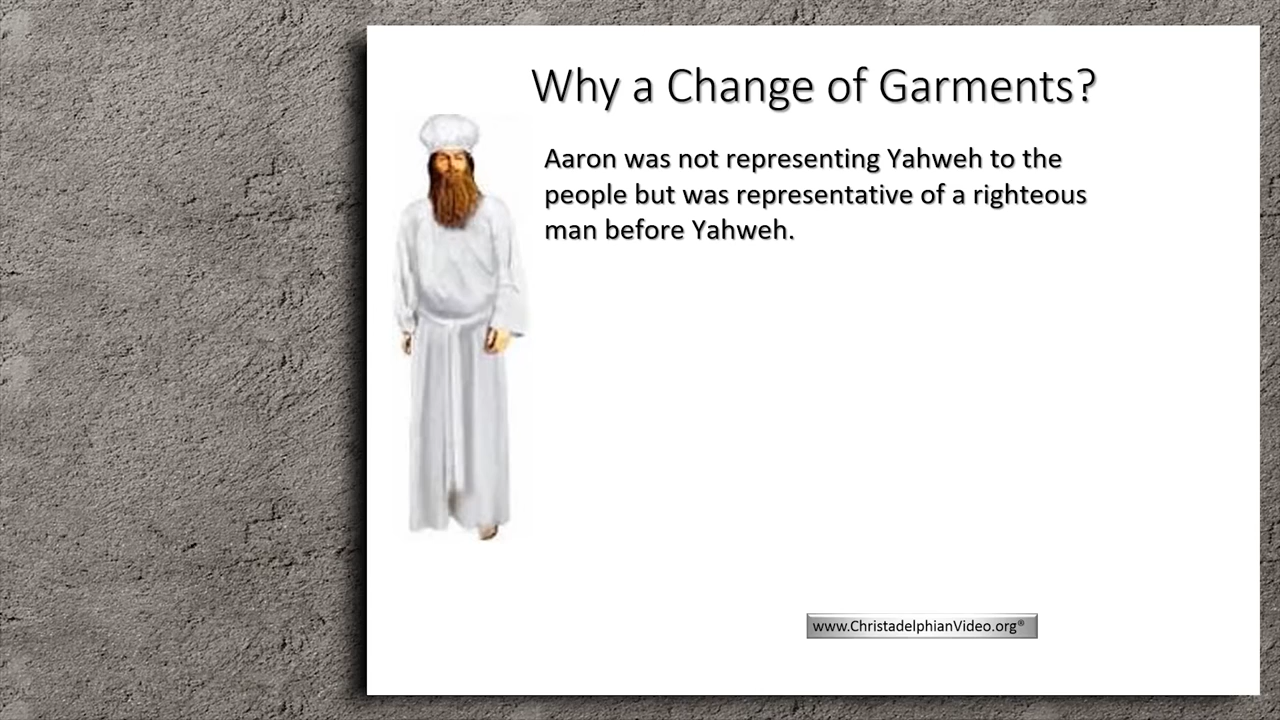 Why a Change of Garments?
Aaron was not representing Yahweh to the
people but was representative of a righteous
man before Yahweh.
www.ChristadelphianVideo.org®